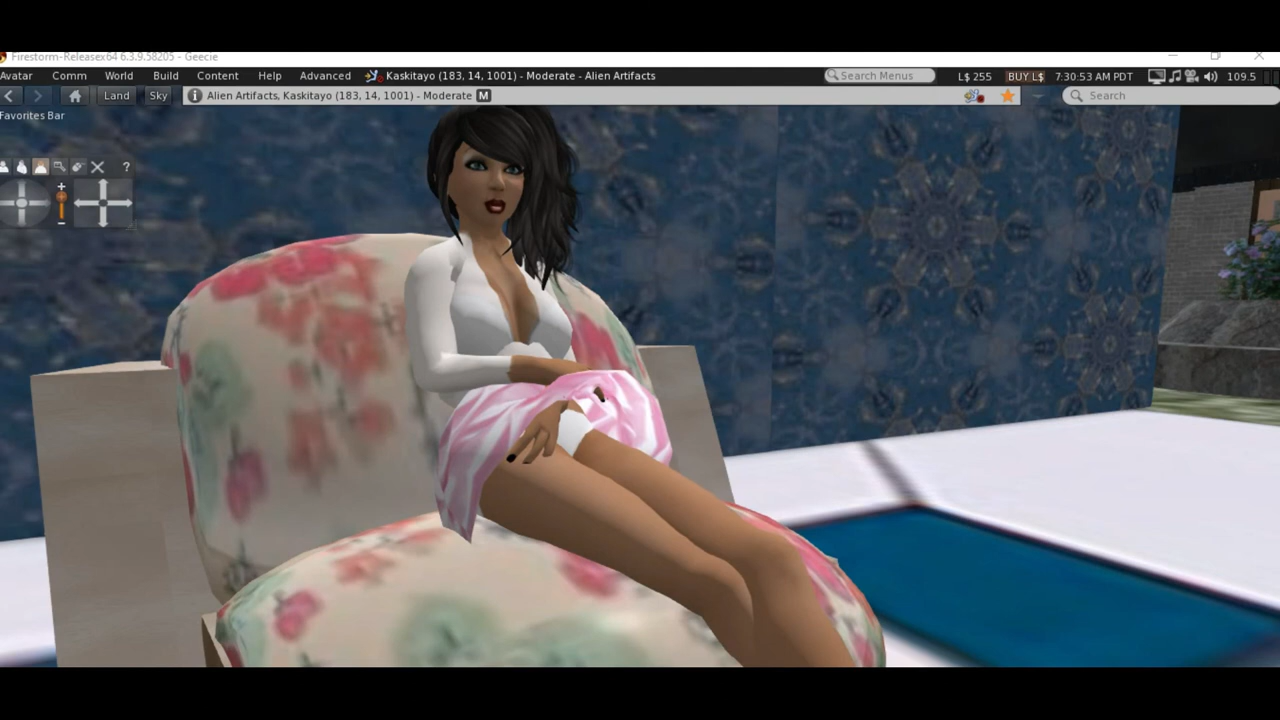 Firestorm-Releasex64 6.3.9.58205 - Geecie
Avatar Comm World Build Content Help Advanced Kaskitayo (183, 14, 1001) - Moderate - Alien Artifacts Search Menus L$ 255 BUY L$ 7:30:53 AM PDT 109.5
Land Sky Alien Artifacts, Kaskitayo (183, 14, 1001) - Moderate M Search
Favorites Bar
?